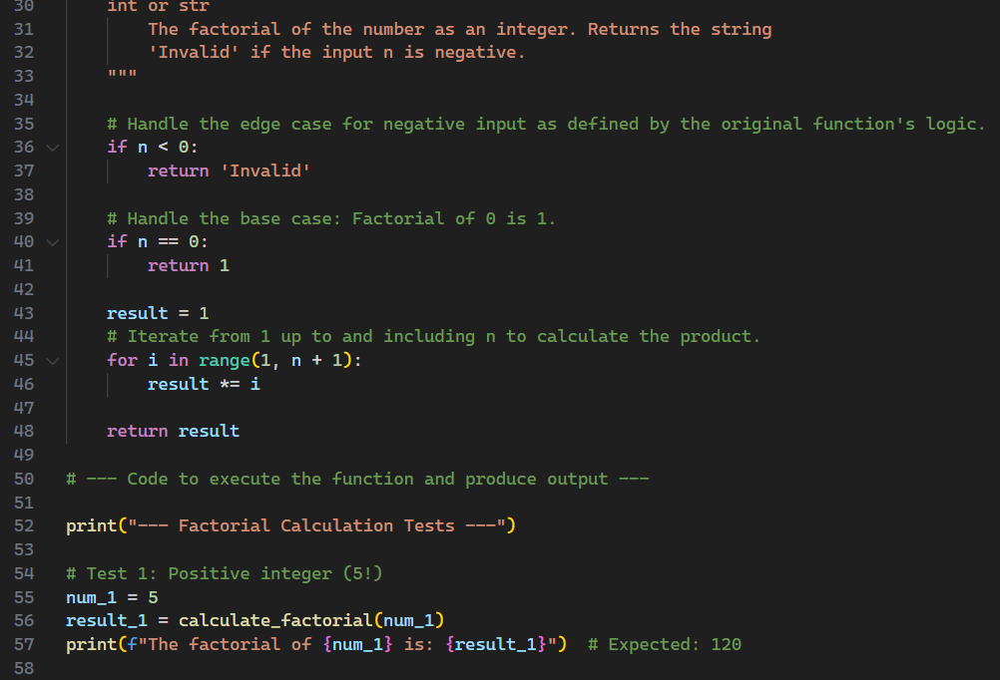 30 int or str
31 The factorial of the number as an integer. Returns the string
32 'Invalid' if the input n is negative.
33 """
34
35 # Handle the edge case for negative input as defined by the original function's logic.
36 if n < 0:
37 return 'Invalid'
38
39 # Handle the base case: Factorial of 0 is 1.
40 if n == 0:
41 return 1
42
43 result = 1
44 # Iterate from 1 up to and including n to calculate the product.
45 for i in range(1, n + 1):
46 result *= i
47
48 return result
49
50 # --- Code to execute the function and produce output ---
51
52 print("--- Factorial Calculation Tests ---")
53
54 # Test 1: Positive integer (5!)
55 num_1 = 5
56 result_1 = calculate_factorial(num_1)
57 print(f"The factorial of {num_1} is: {result_1}")  # Expected: 120
58